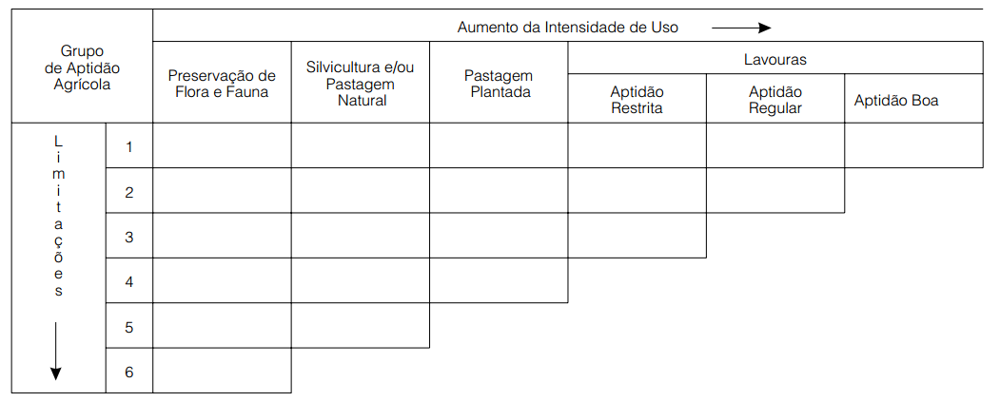 Grupo
de Aptidão
Agrícola
Aumento da Intensidade de Uso
Preservação de
Flora e Fauna
Silvicultura e/ou
Pastagem
Natural
Pastagem
Plantada
Lavouras
Aptidão
Restrita
Aptidão
Regular
Aptidão Boa
L
i
m
i
t
a
ç
õ
e
s
1
2
3
4
5
6